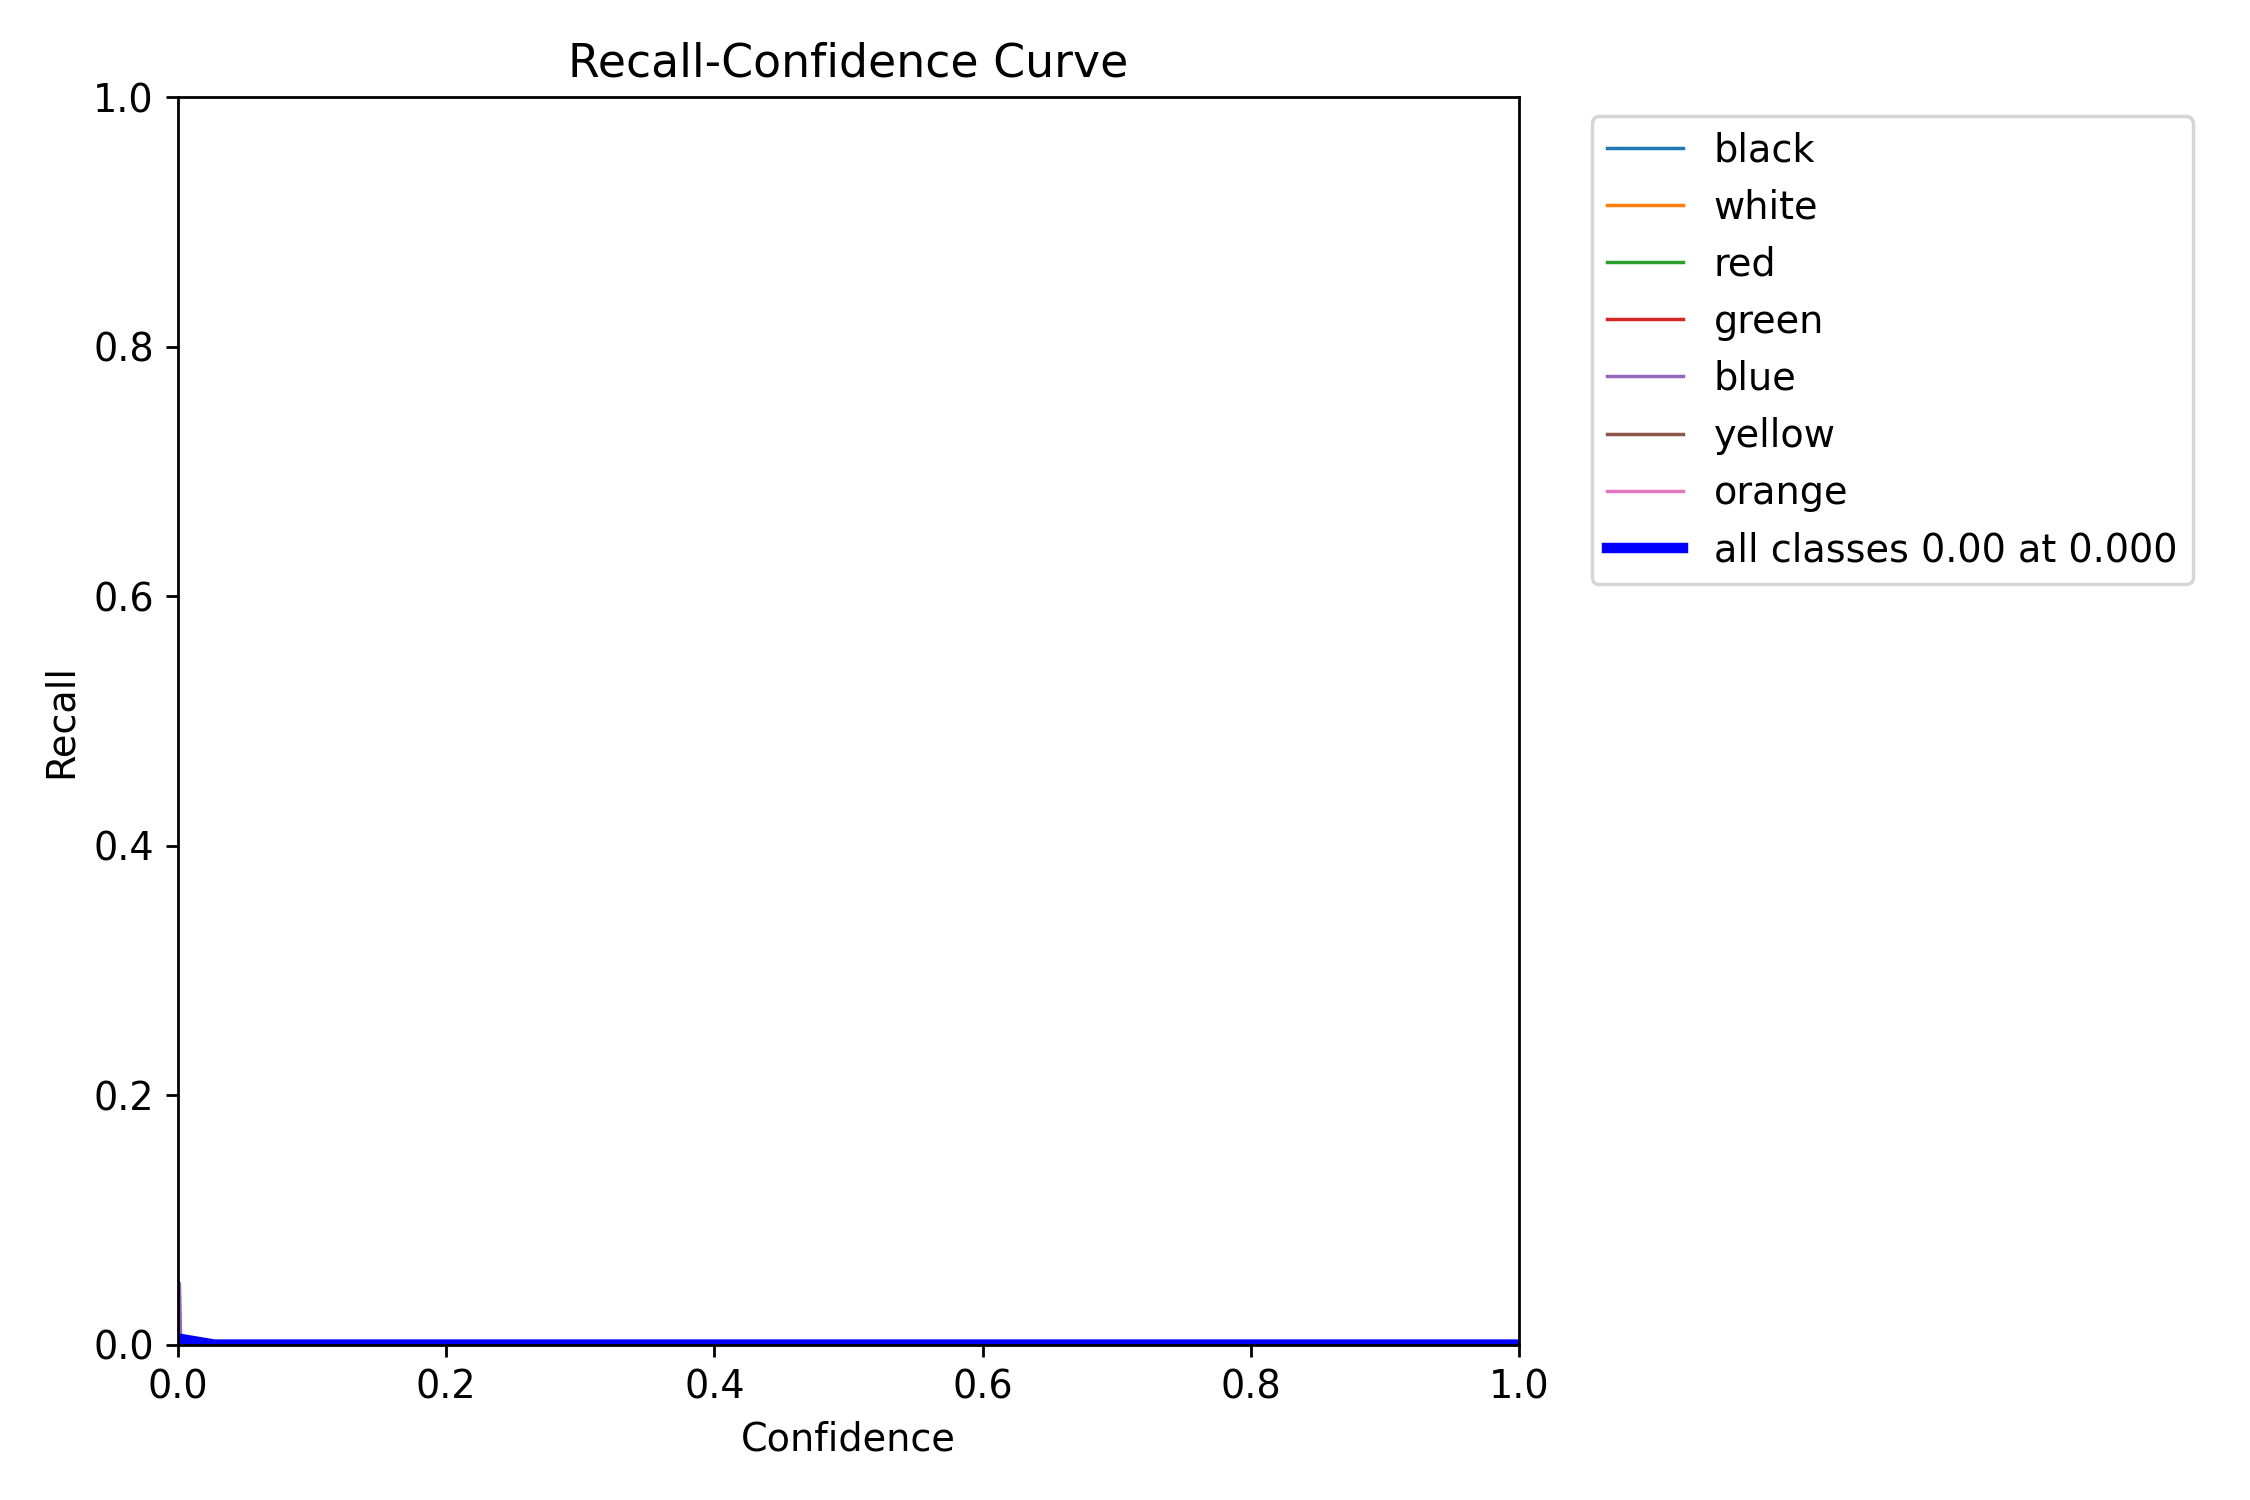 Recall-Confidence Curve
1.0
0.8
0.6
0.4
0.2
0.0
Recall
0.0 0.2 0.4 0.6 0.8 1.0
Confidence
black
white
red
green
blue
yellow
orange
all classes 0.00 at 0.000